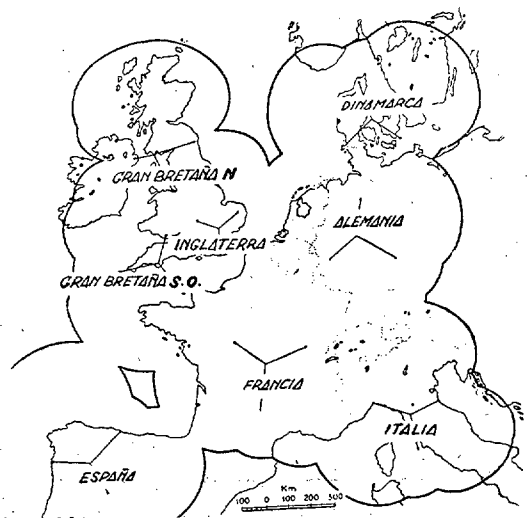 DINAMARCA
GRAN BRETAÑA N
ALEMANIA
INGLATERRA
GRAN BRETAÑA S.O.
FRANCIA
ITALIA
ESPAÑA
Km
100 0 100 200 300